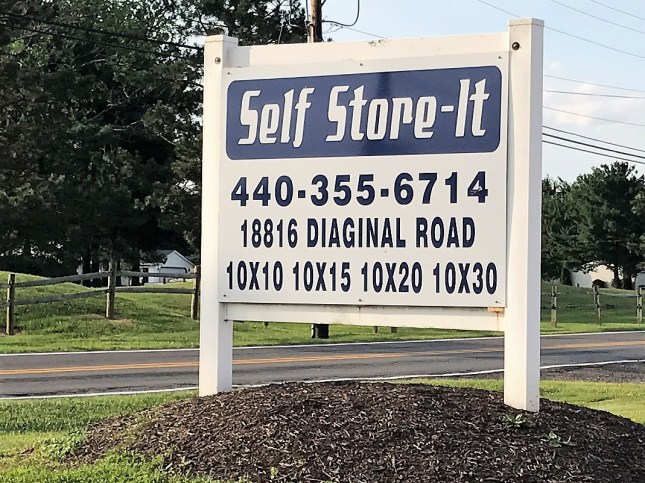 Self Store-It
440-355-6714
18816 DIAGINAL ROAD
10X10 10X15 10X20 10X30